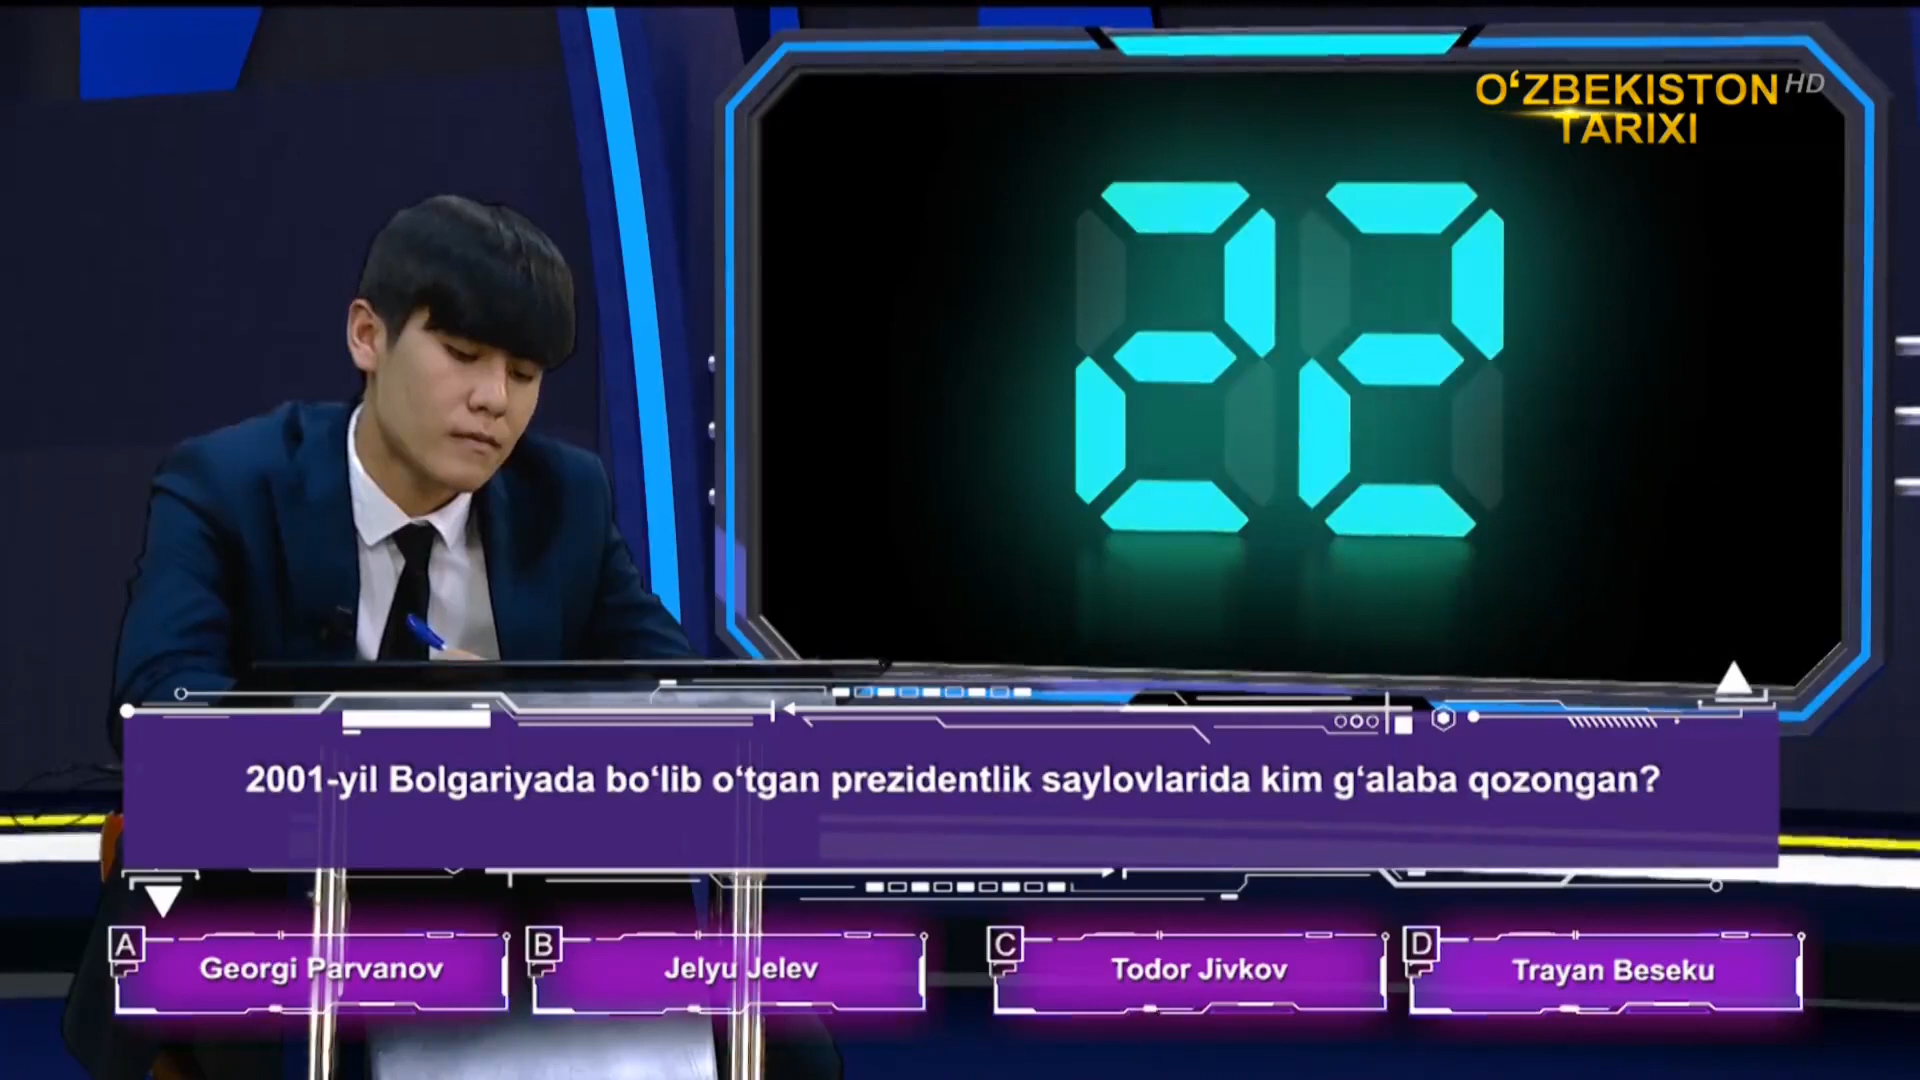 O‘ZBEKISTON HD
TARIXI
22
2001-yil Bolgariyada bo‘lib o‘tgan prezidentlik saylovlarida kim g‘alaba qozongan?
A Georgi Parvanov
B Jelyu Jelev
C Todor Jivkov
D Trayan Beseku